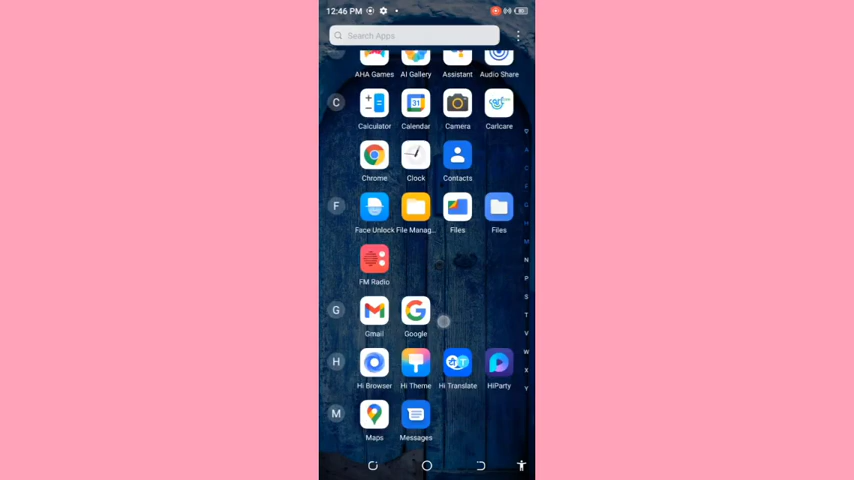 12:46 PM
Search Apps
AHA Games AI Gallery Assistant Audio Share
C
31
Calculator Calendar Camera Carlcare
Chrome Clock Contacts
F
Face Unlock File Manag... Files Files
FM Radio
G
Gmail Google
H
Hi Browser Hi Theme Hi Translate HiParty
M
Maps Messages
A
C
F
G
H
M
N
P
S
T
V
W
X
Y